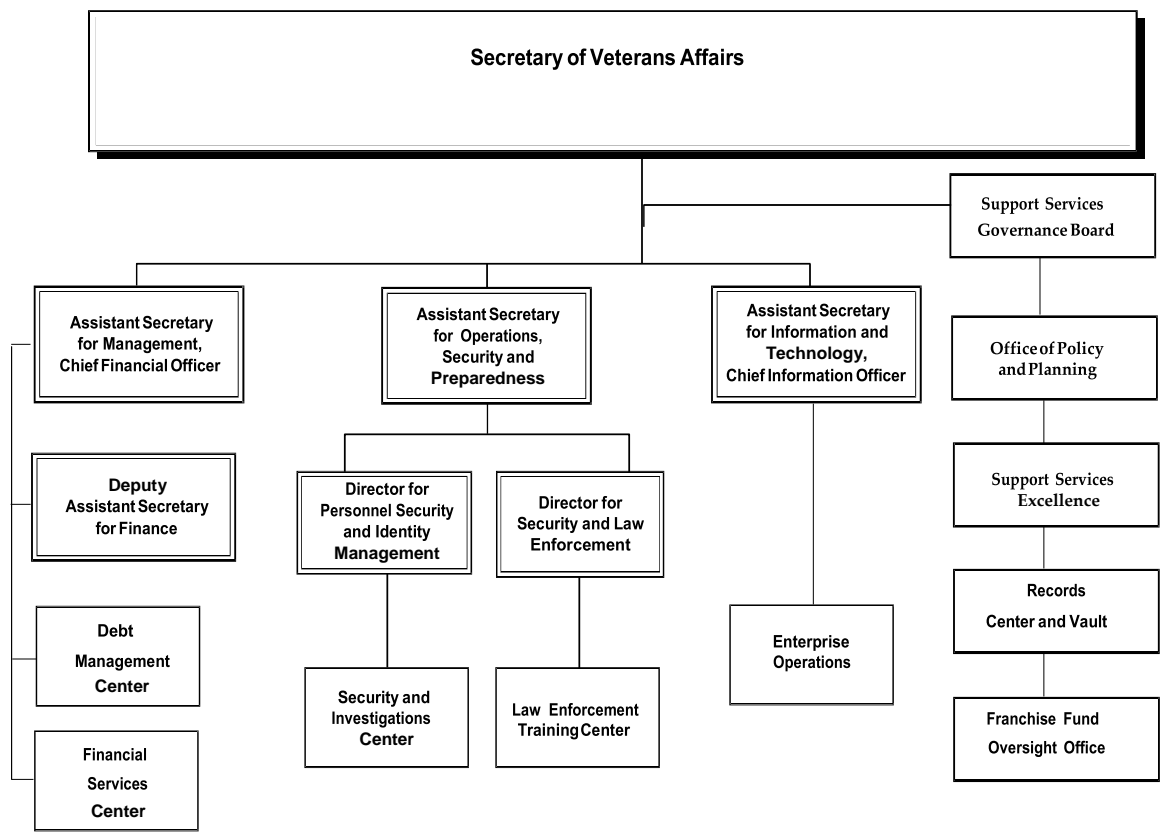 Secretary of Veterans Affairs
Support Services
Governance Board
Assistant Secretary
for Management,
Chief Financial Officer
Assistant Secretary
for Operations,
Security and
Preparedness
Assistant Secretary
for Information and
Technology,
Chief Information Officer
Office of Policy
and Planning
Deputy
Assistant Secretary
for Finance
Director for
Personnel Security
and Identity
Management
Director for
Security and Law
Enforcement
Support Services
Excellence
Records
Center and Vault
Debt
Management
Center
Security and
Investigations
Center
Law Enforcement
Training Center
Enterprise
Operations
Franchise Fund
Oversight Office
Financial
Services
Center